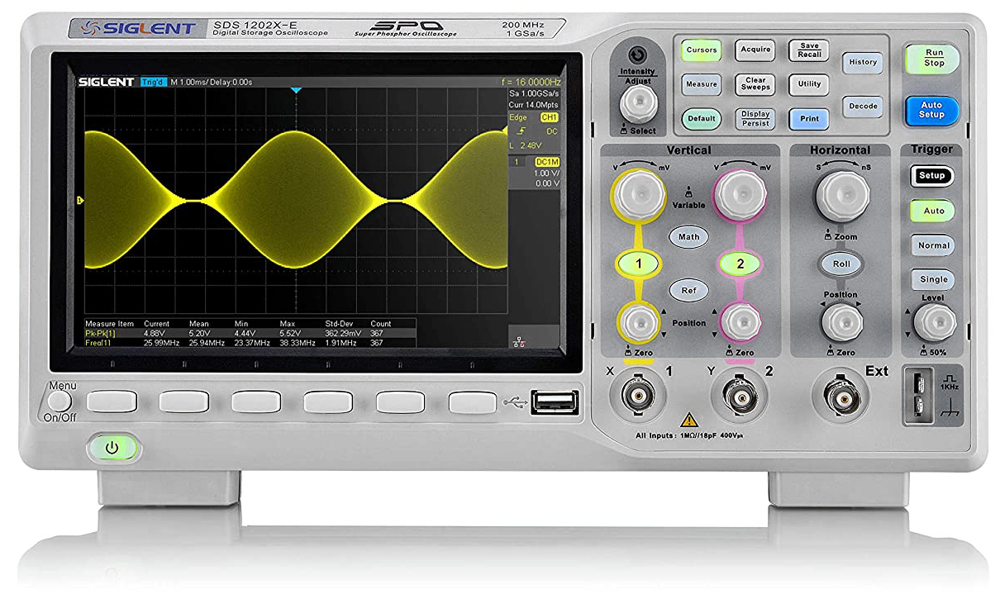 SIGLENT
SDS 1202X-E
Digital Storage Oscilloscope
SPO
Super Phosphor Oscilloscope
200 MHz
1 GSa/s
SIGLENT Trig'd M 1.00ms/ Delay:0.00s
f = 16.0000Hz
Sa 1.00GSa/s
Curr 14.0Mpts
Edge CH1
DC
L 2.48V
1 DC1M
1.00 V/
0.00 V
1
Measure Item Current Mean Min Max Std-Dev Count
Pk-Pk[1] 4.88V 5.20V 4.44V 5.52V 362.29mV 367
Freq[1] 25.99MHz 25.94MHz 23.37MHz 38.33MHz 1.91MHz 367
Menu
On/Off
Intensity
Adjust
Select
Cursors
Acquire
Save
Recall
History
Measure
Clear
Sweeps
Utility
Default
Display
Persist
Print
Decode
Run
Stop
Auto
Setup
Vertical
V mV
V mV
Variable
Math
1
2
Ref
Position
Zero
Zero
Horizontal
S nS
Zoom
Roll
Position
Zero
Trigger
Setup
Auto
Normal
Single
Level
50%
X 1
Y 2
Ext
1KHz
All Inputs : 1MΩ//18pF 400Vpk